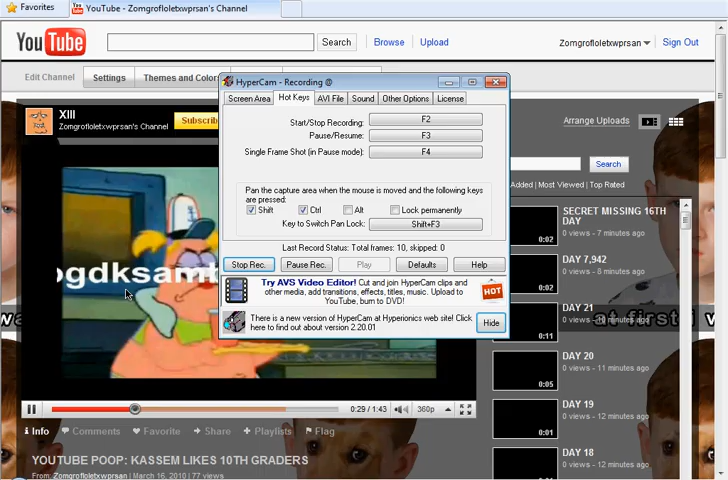 Favorites
YouTube - Zomgrofloletxwprsan's Channel
YouTube
Search
Browse
Upload
Zomgrofloletxwprsan
Sign Out
Edit Channel
Settings
Themes and Colors
HyperCam - Recording @
Screen Area
Hot Keys
AVI File
Sound
Other Options
License
Start/Stop Recording:
F2
Pause/Resume:
F3
Single Frame Shot (in Pause mode):
F4
Pan the capture area when the mouse is moved and the following keys
are pressed:
Shift
Ctrl
Alt
Lock permanently
Key to Switch Pan Lock:
Shift+F3
Last Record Status: Total frames: 10, skipped: 0
Stop Rec.
Pause Rec.
Play
Defaults
Help
Try AVS Video Editor! Cut and join HyperCam clips and
other media, add transitions, effects, titles, music. Upload to
YouTube, burn to DVD!
HOT
There is a new version of HyperCam at Hyperionics web site! Click
here to find out about version 2.20.01
Hide
XIII
Zomgrofloletxwprsan's Channel
Subscrib
ogdksamb
Arrange Uploads
Search
Added | Most Viewed | Top Rated
SECRET MISSING 16TH
DAY
0 views - 7 minutes ago
0:02
DAY 7,942
0 views - 8 minutes ago
0:02
DAY 21
0 views - 10 minutes ago
0:11
at first i w
DAY 20
0 views - 11 minutes ago
0:05
DAY 19
0 views - 12 minutes ago
0:01
DAY 18
0 views - 12 minutes ago
0:29 / 1:43
360p
Info
Comments
Favorite
Share
Playlists
Flag
YOUTUBE POOP: KASSEM LIKES 10TH GRADERS
From: Zomgrofloletxwprsan | March 16, 2010 | 77 views